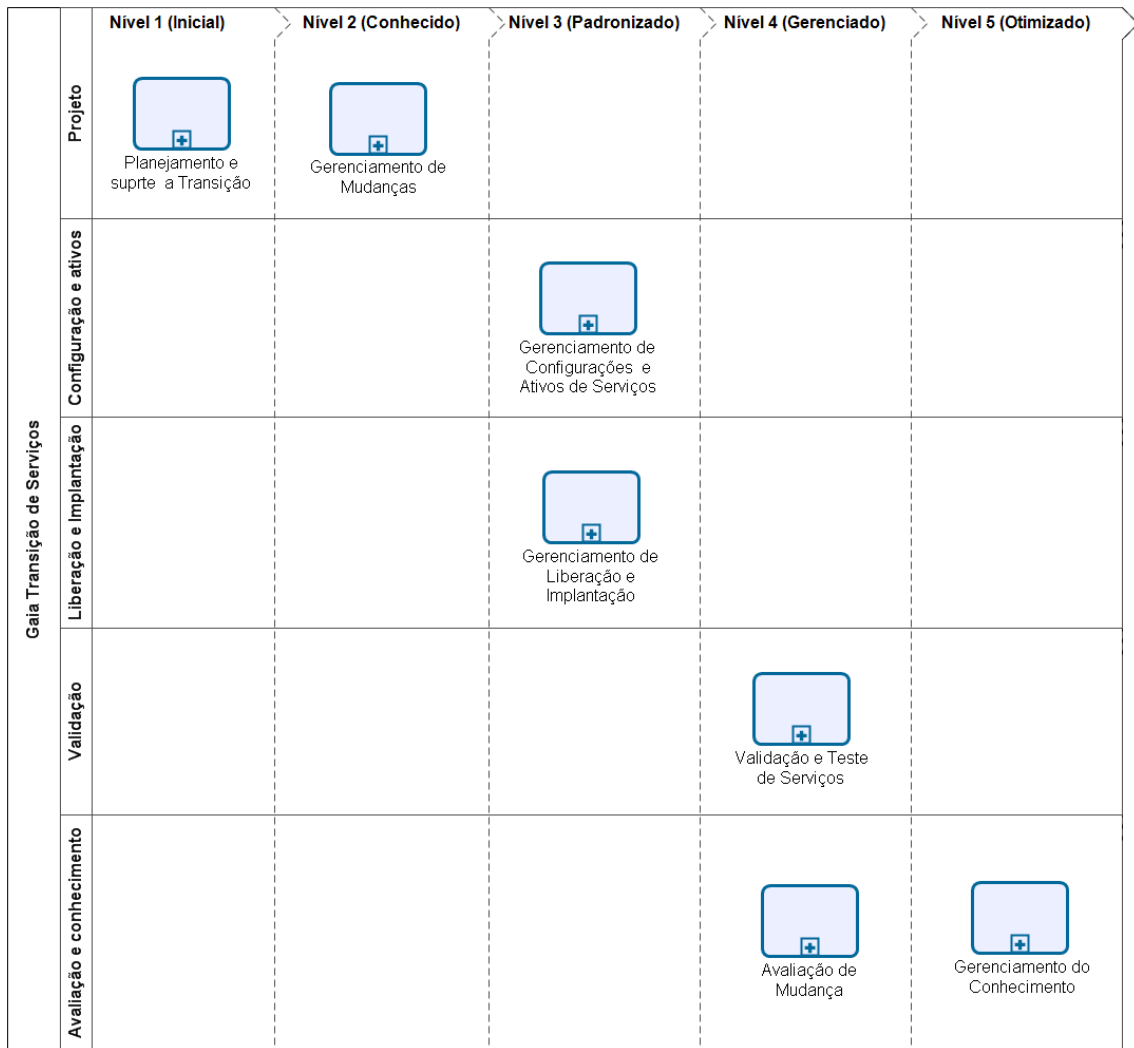 Nível 1 (Inicial)
Nível 2 (Conhecido)
Nível 3 (Padronizado)
Nível 4 (Gerenciado)
Nível 5 (Otimizado)
Gaia Transição de Serviços
Projeto
Planejamento e
suprte a Transição
Gerenciamento de
Mudanças
Configuração e ativos
Gerenciamento de
Configurações e
Ativos de Serviços
Liberação e Implantação
Gerenciamento de
Liberação e
Implantação
Validação
Validação e Teste
de Serviços
Avaliação e conhecimento
Avaliação de
Mudança
Gerenciamento do
Conhecimento